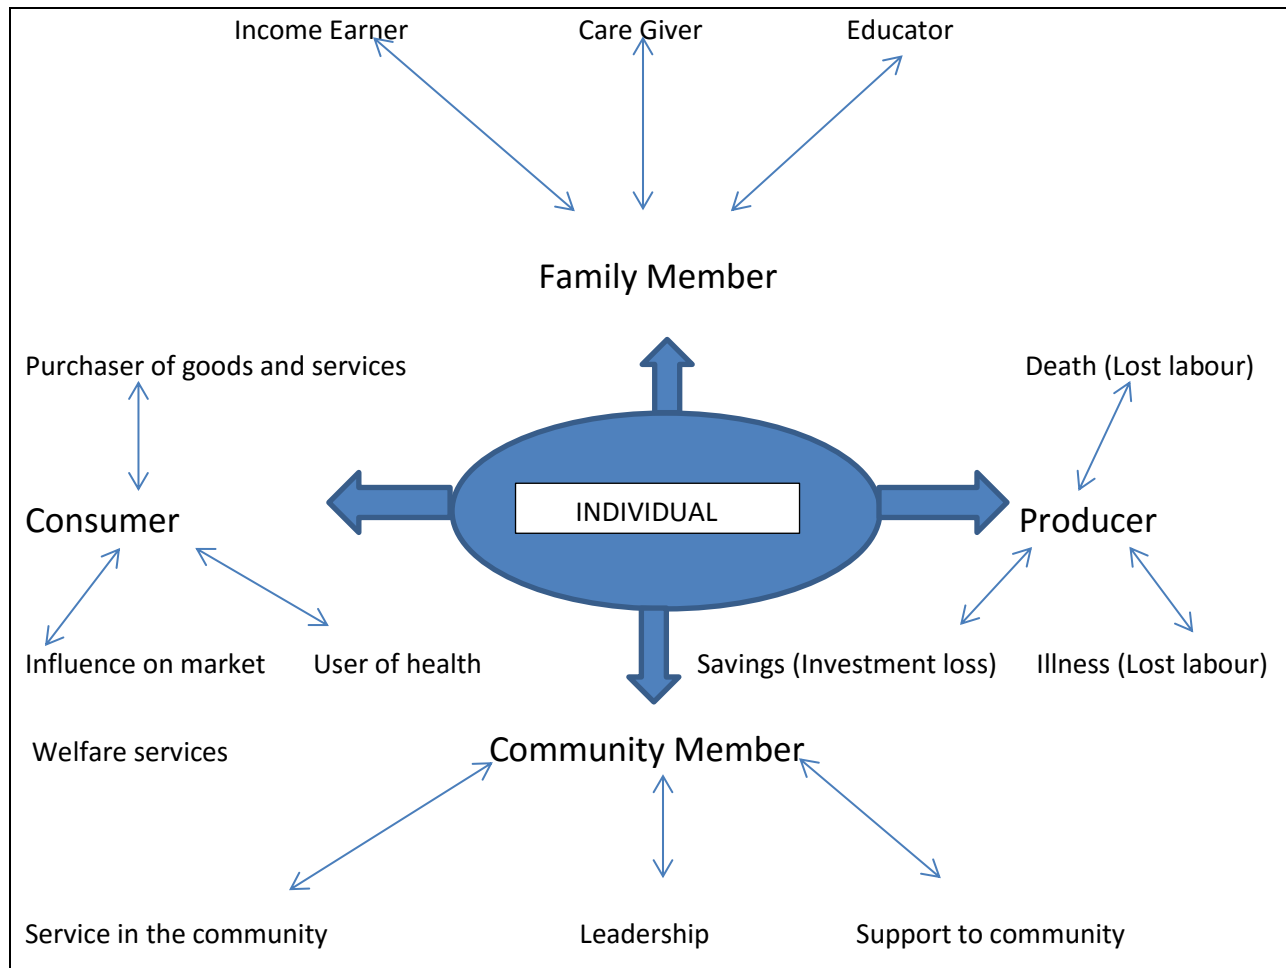 Income Earner
Care Giver
Educator
Family Member
Purchaser of goods and services
Death (Lost labour)
INDIVIDUAL
Consumer
Producer
Influence on market
User of health
Savings (Investment loss)
Illness (Lost labour)
Welfare services
Community Member
Service in the community
Leadership
Support to community